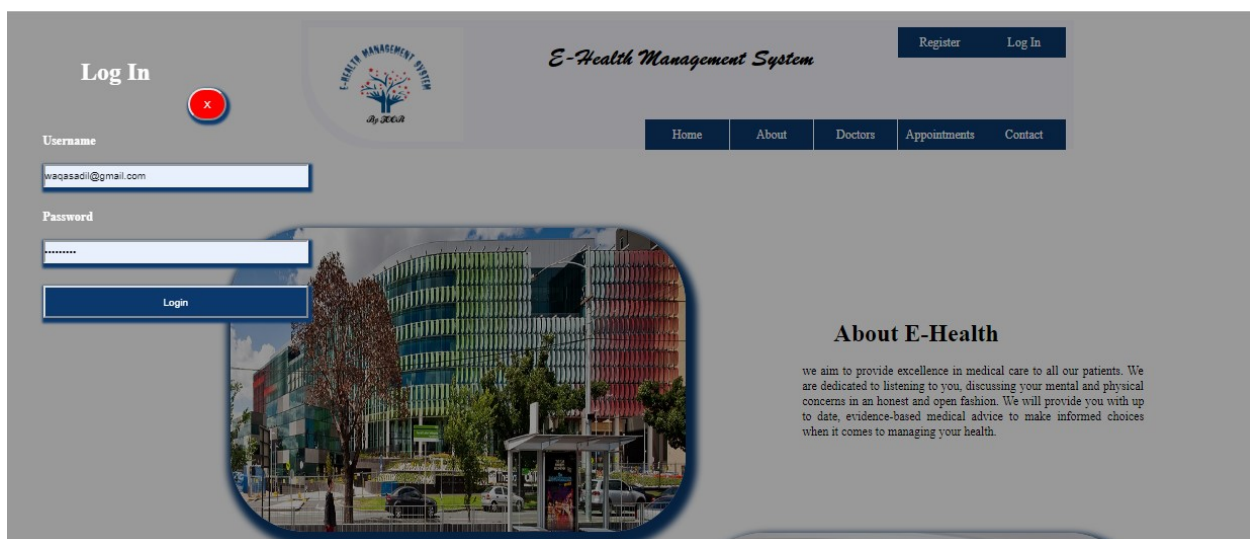 Log In
x
Username
waqasadil@gmail.com
Password
.........
Login
E-HEALTH MANAGEMENT SYSTEM
E-Health Management System
Register
Log In
Home
About
Doctors
Appointments
Contact
About E-Health
we aim to provide excellence in medical care to all our patients. We
are dedicated to listening to you, discussing your mental and physical
concerns in an honest and open fashion. We will provide you with up
to date, evidence-based medical advice to make informed choices
when it comes to managing your health.